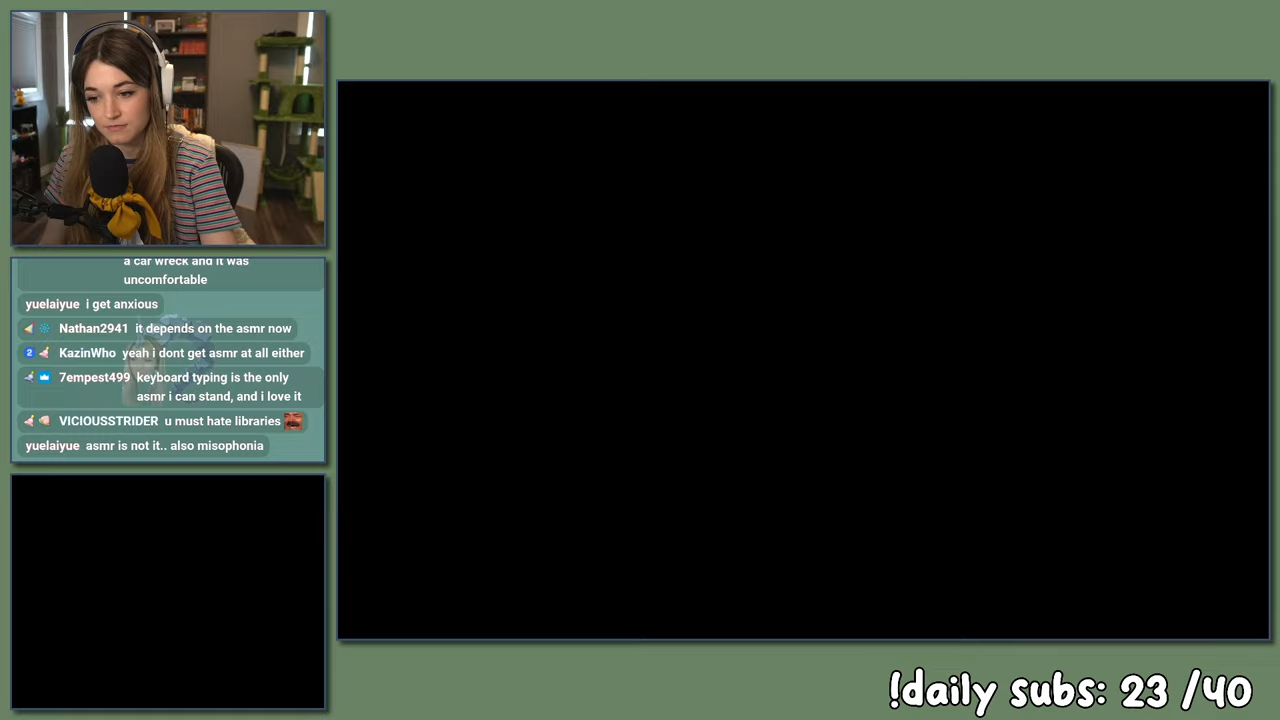 a car wreck and it was
uncomfortable
yuelaiyue i get anxious
Nathan2941 it depends on the asmr now
2 KazinWho yeah i dont get asmr at all either
7empest499 keyboard typing is the only
asmr i can stand, and i love it
VICIOUSSTRIDER u must hate libraries
yuelaiyue asmr is not it.. also misophonia
!daily subs: 23 /40